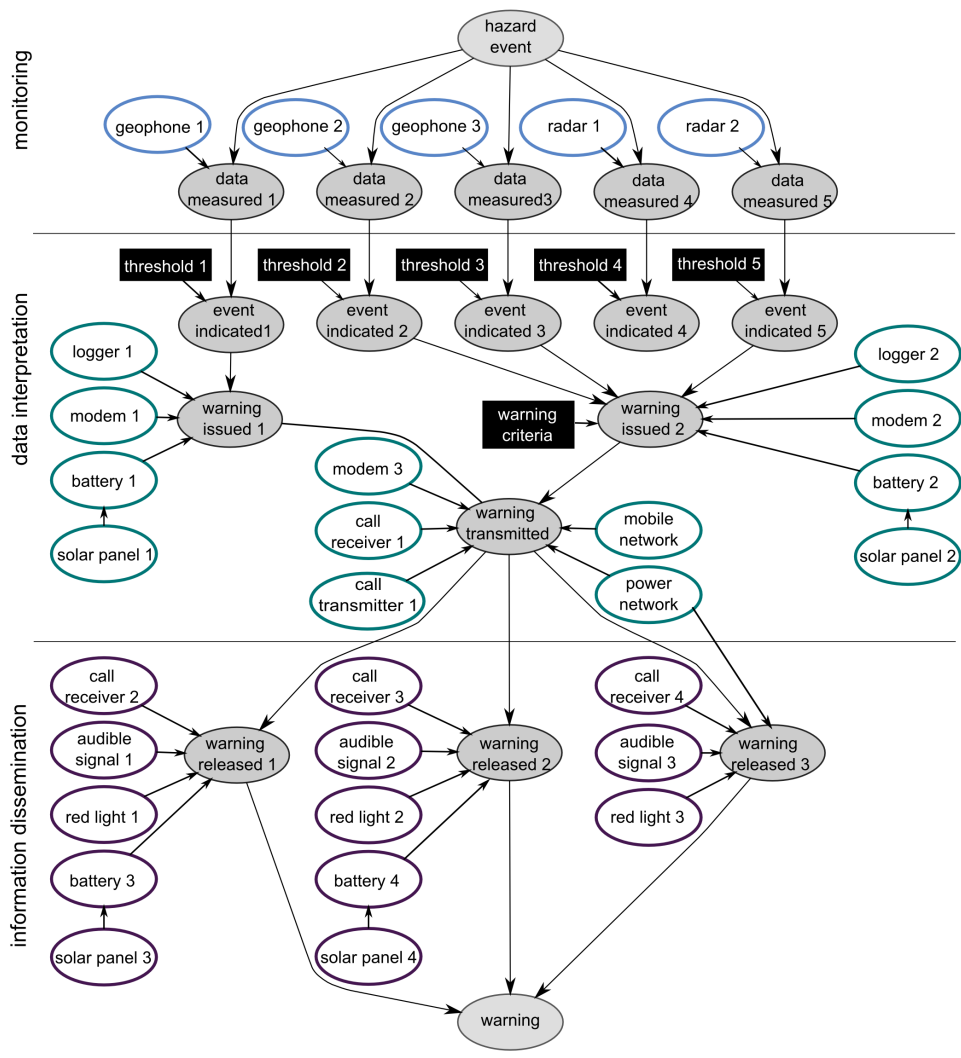 hazard
event
monitoring
geophone 1
geophone 2
geophone 3
radar 1
radar 2
data
measured 1
data
measured 2
data
measured3
data
measured 4
data
measured 5
data interpretation
threshold 1
threshold 2
threshold 3
threshold 4
threshold 5
event
indicated1
event
indicated 2
event
indicated 3
event
indicated 4
event
indicated 5
logger 1
modem 1
battery 1
solar panel 1
warning
issued 1
warning
criteria
warning
issued 2
logger 2
modem 2
battery 2
solar panel 2
modem 3
call
receiver 1
call
transmitter 1
warning
transmitted
mobile
network
power
network
information dissemination
call
receiver 2
audible
signal 1
red light 1
battery 3
solar panel 3
warning
released 1
call
receiver 3
audible
signal 2
red light 2
battery 4
solar panel 4
warning
released 2
call
receiver 4
audible
signal 3
red light 3
warning
released 3
warning